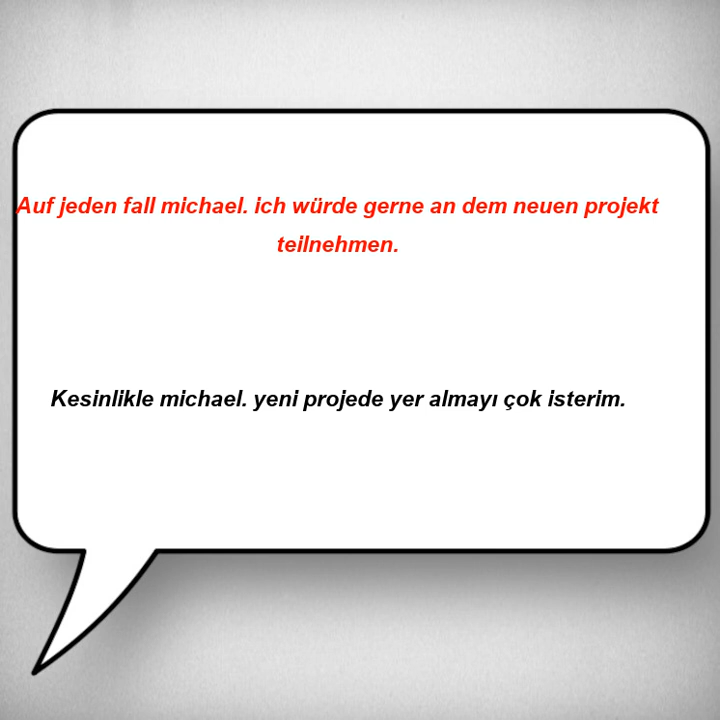 Auf jeden fall michael. ich würde gerne an dem neuen projekt
teilnehmen.
Kesinlikle michael. yeni projede yer almayı çok isterim.